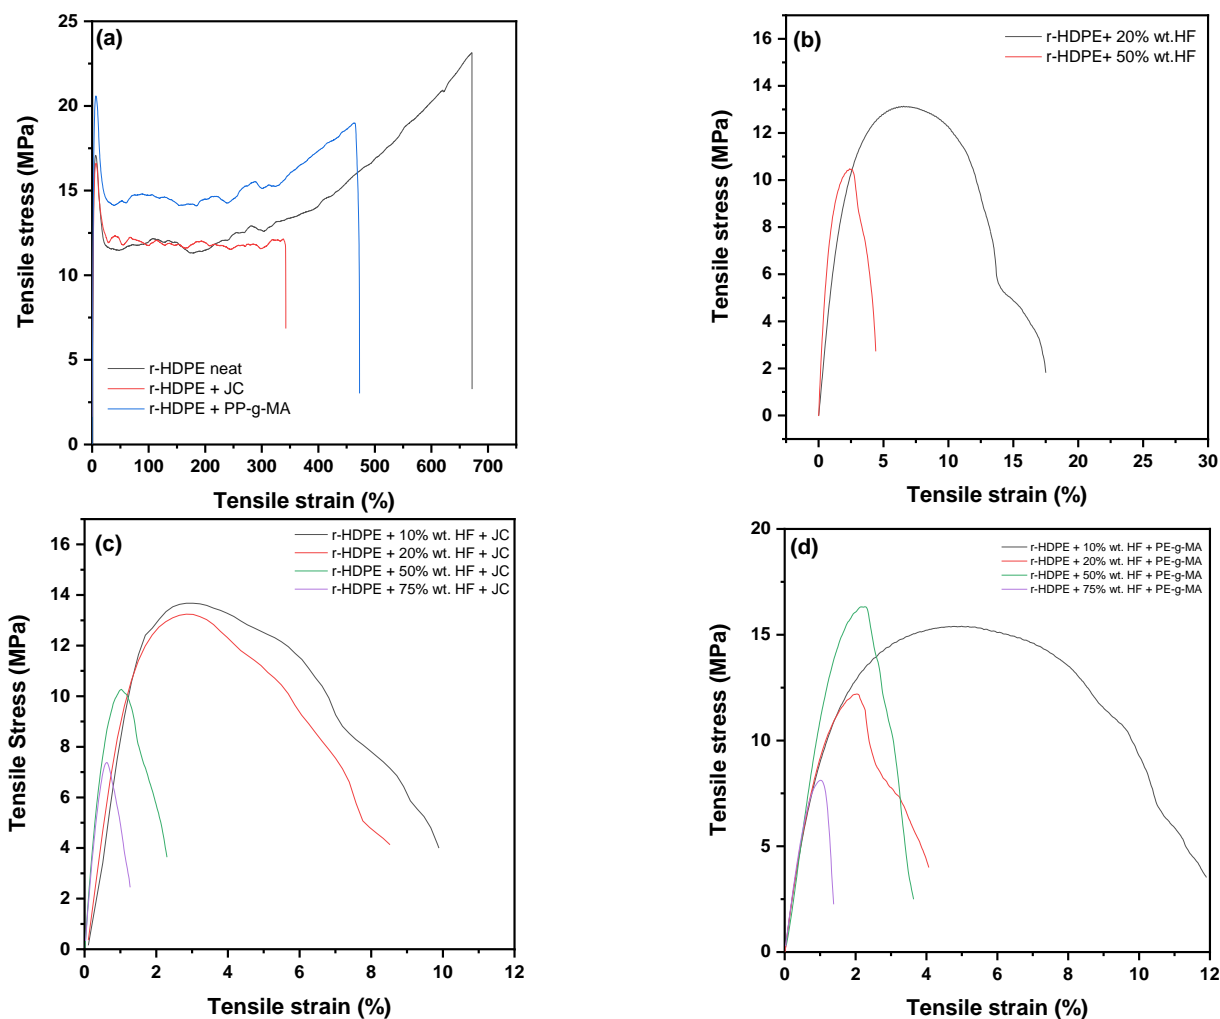 (a)
25
20
15
10
5
0
Tensile stress (MPa)
r-HDPE neat
r-HDPE + JC
r-HDPE + PP-g-MA
0 100 200 300 400 500 600 700
Tensile strain (%)
(b)
16
14
12
10
8
6
4
2
0
Tensile stress (MPa)
r-HDPE+ 20% wt.HF
r-HDPE+ 50% wt.HF
0 5 10 15 20 25 30
Tensile strain (%)
(c)
16
14
12
10
8
6
4
2
0
Tensile Stress (MPa)
r-HDPE + 10% wt. HF + JC
r-HDPE + 20% wt. HF + JC
r-HDPE + 50% wt. HF + JC
r-HDPE + 75% wt. HF + JC
0 2 4 6 8 10 12
Tensile strain (%)
(d)
20
15
10
5
0
Tensile stress (MPa)
r-HDPE + 10% wt. HF + PE-g-MA
r-HDPE + 20% wt. HF + PE-g-MA
r-HDPE + 50% wt. HF + PE-g-MA
r-HDPE + 75% wt. HF + PE-g-MA
0 2 4 6 8 10 12
Tensile strain (%)